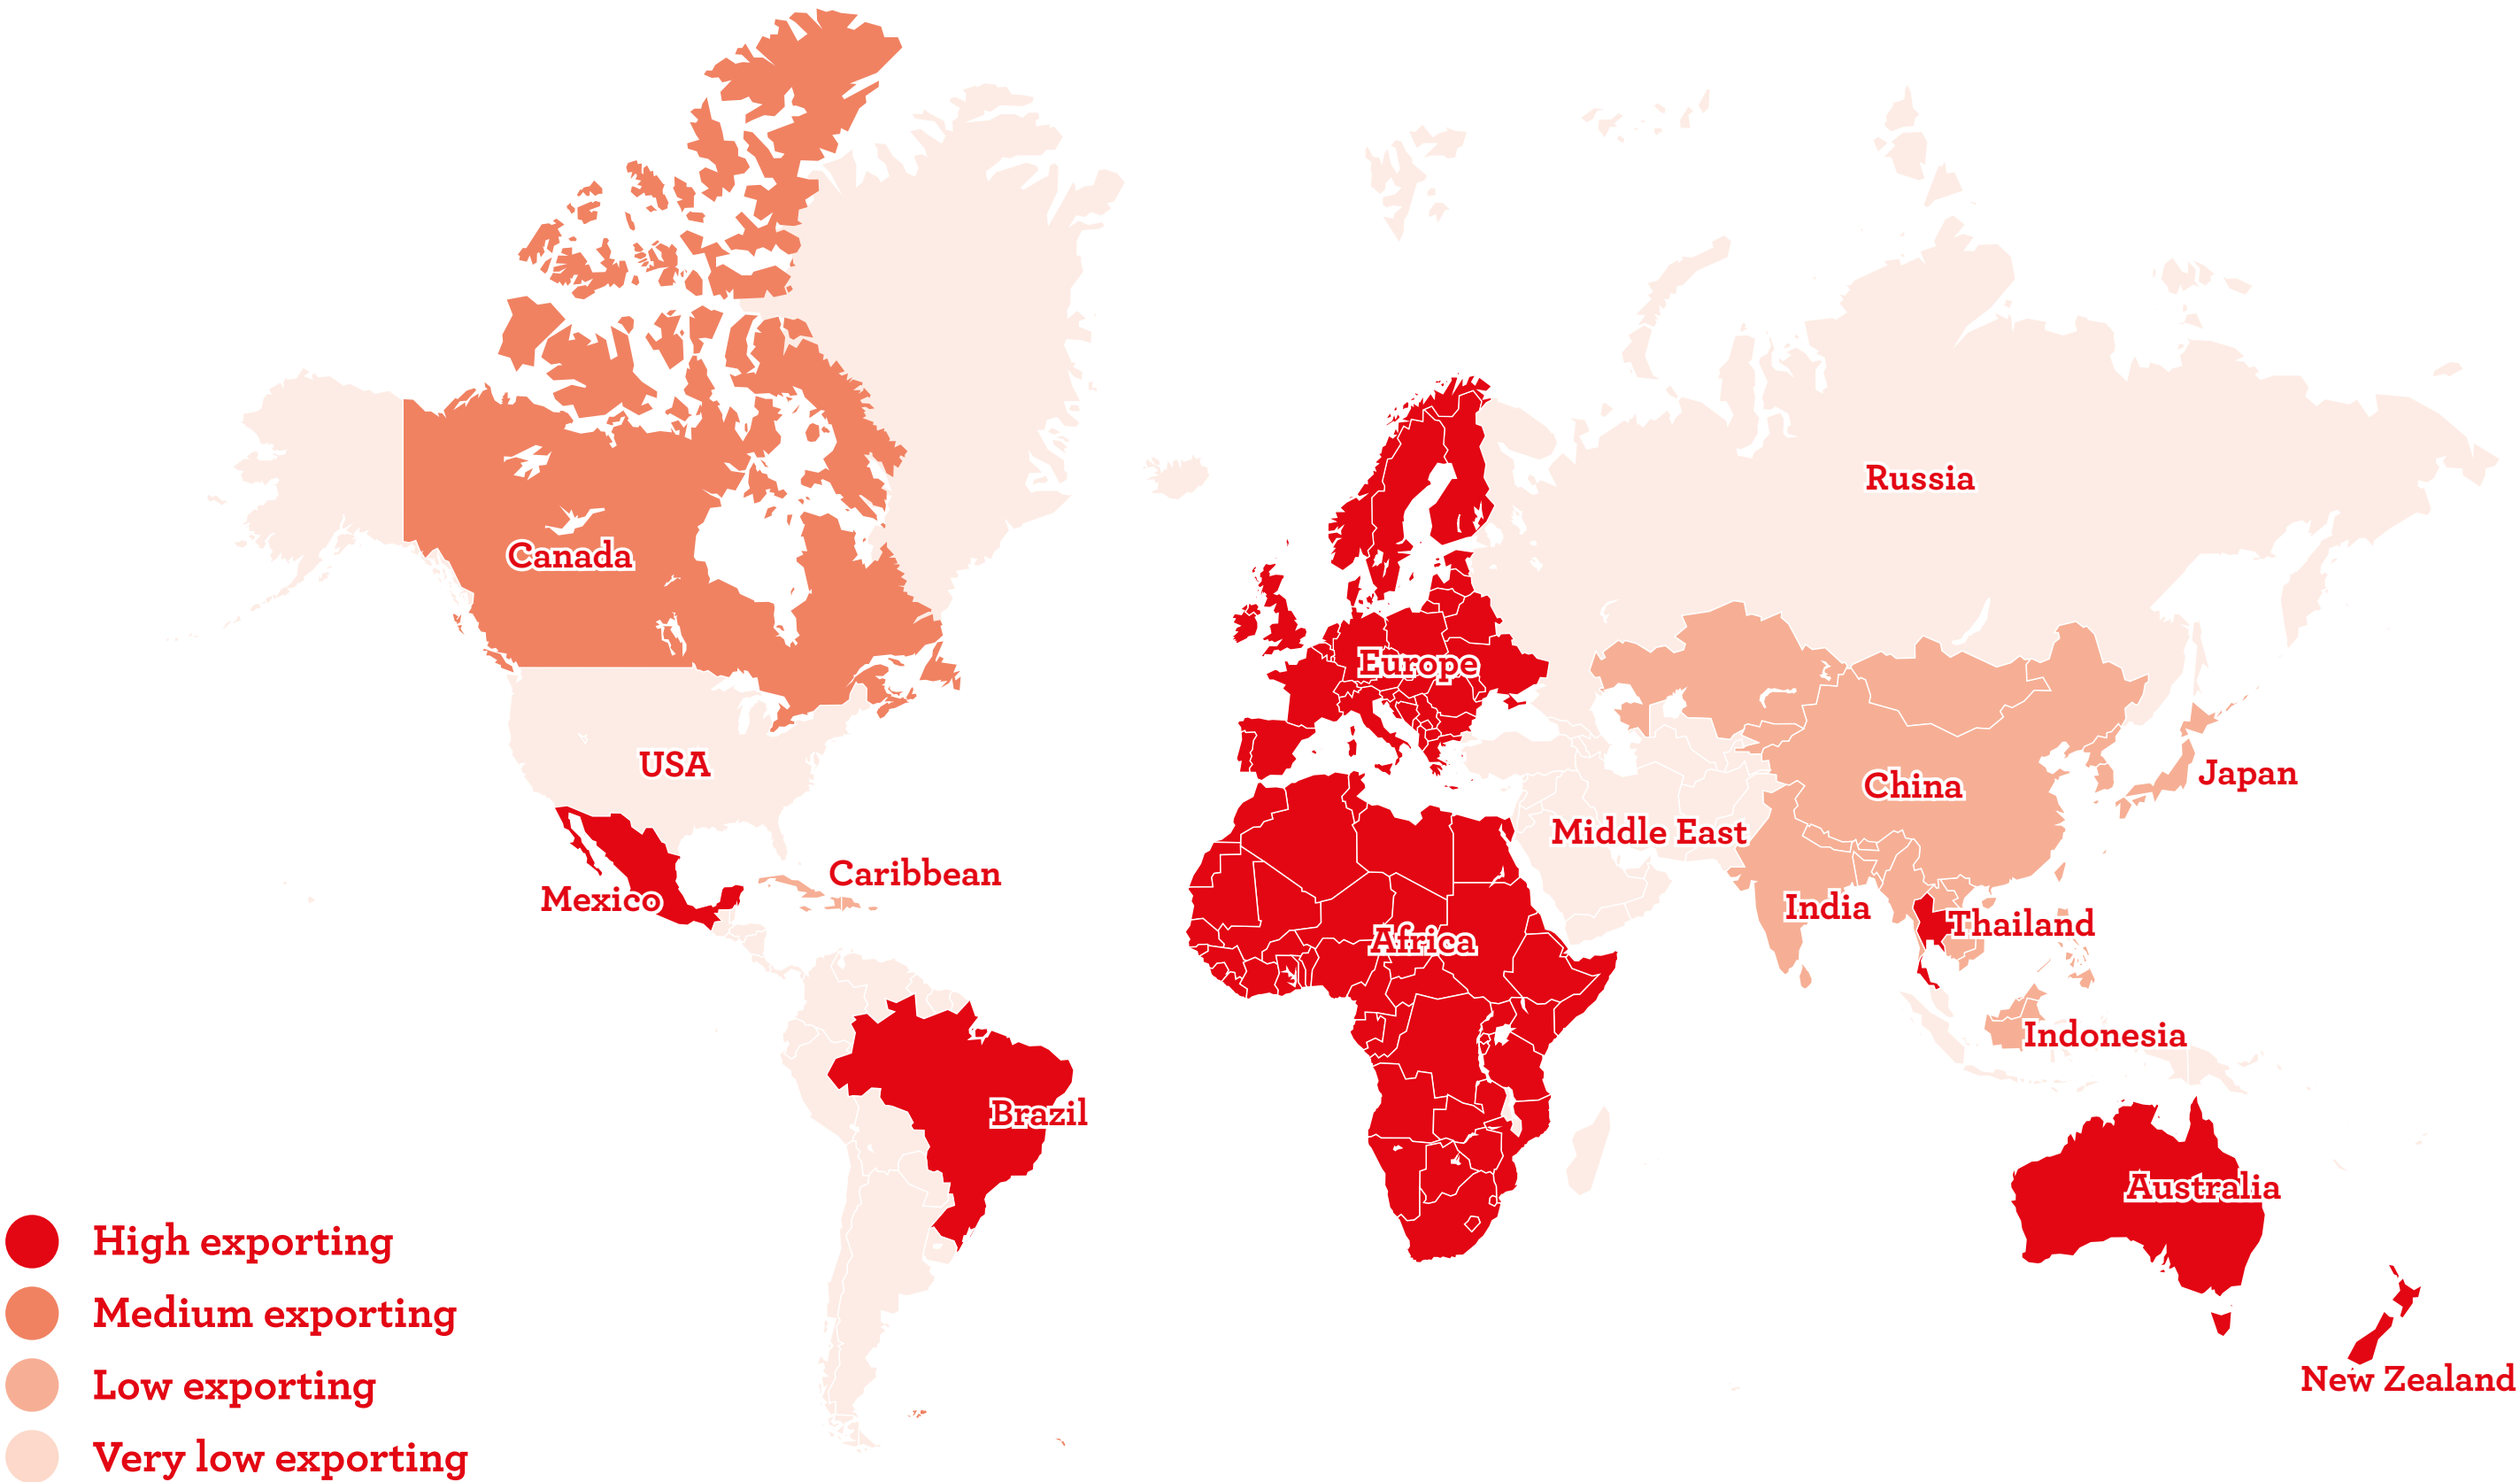 Russia
Canada
Europe
USA
Japan
China
Middle East
Caribbean
Mexico
India
Thailand
Africa
Indonesia
Brazil
Australia
High exporting
Medium exporting
New Zealand
Low exporting
Very low exporting